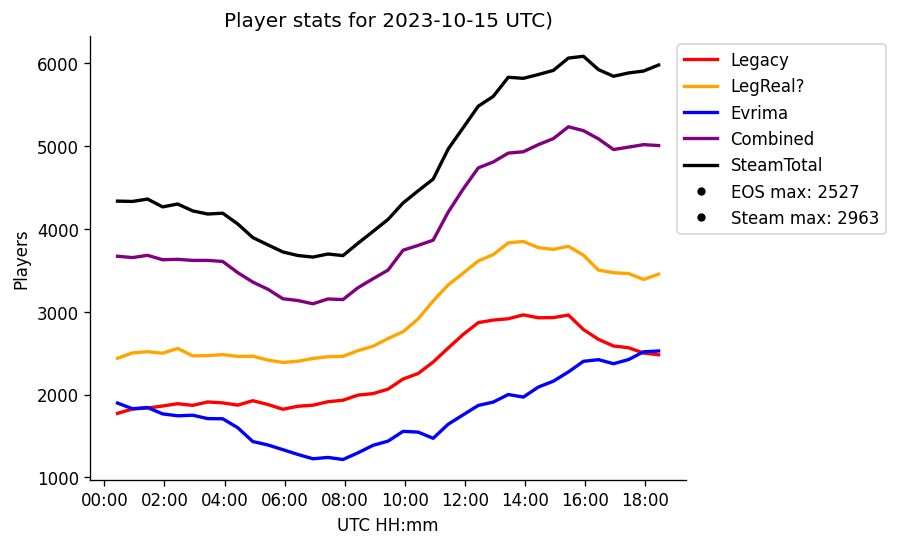 Player stats for 2023-10-15 UTC)
6000
5000
4000
3000
2000
1000
Players
00:00 02:00 04:00 06:00 08:00 10:00 12:00 14:00 16:00 18:00
UTC HH:mm
Legacy
LegReal?
Evrima
Combined
SteamTotal
EOS max: 2527
Steam max: 2963